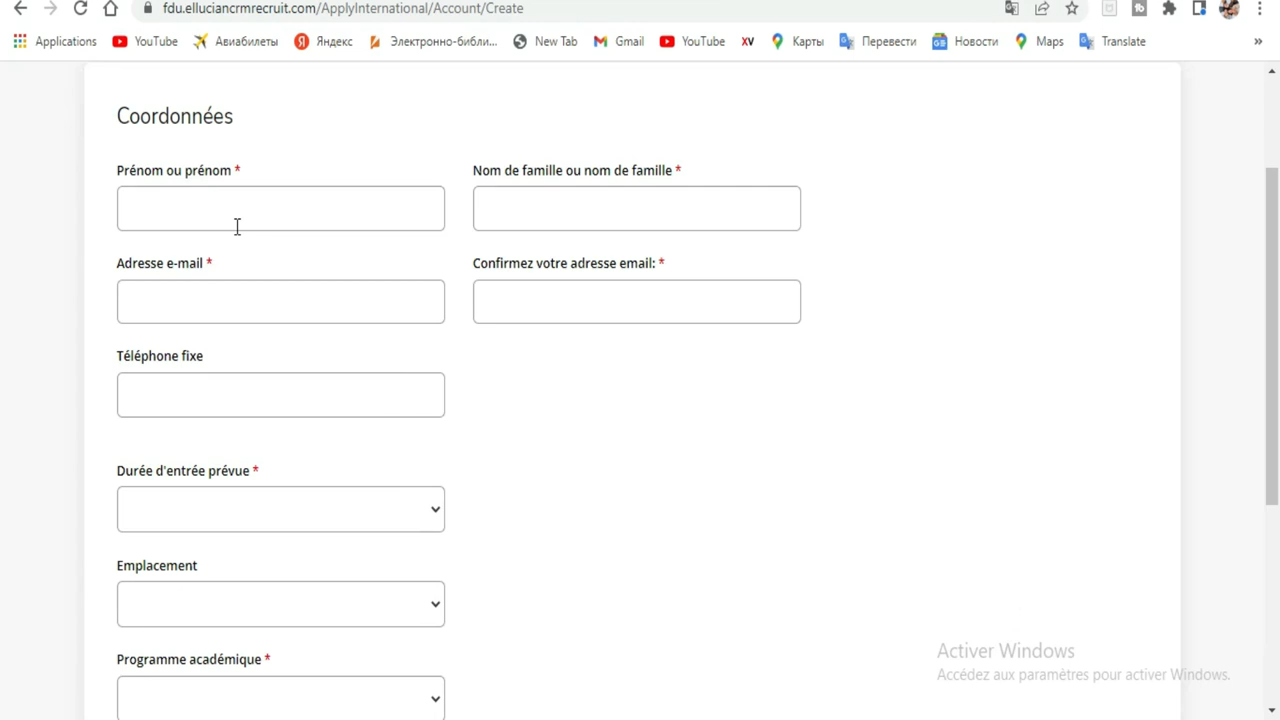 fdu.elluciancrmrecruit.com/ApplyInternational/Account/Create
Applications YouTube Авиабилеты Яндекс Электронно-библи... New Tab Gmail YouTube XV Карты Перевести Новости Maps Translate »
Coordonnées
Prénom ou prénom * Nom de famille ou nom de famille *
Adresse e-mail * Confirmez votre adresse email: *
Téléphone fixe
Durée d'entrée prévue *
Emplacement
Programme académique *
Activer Windows
Accédez aux paramètres pour activer Windows.